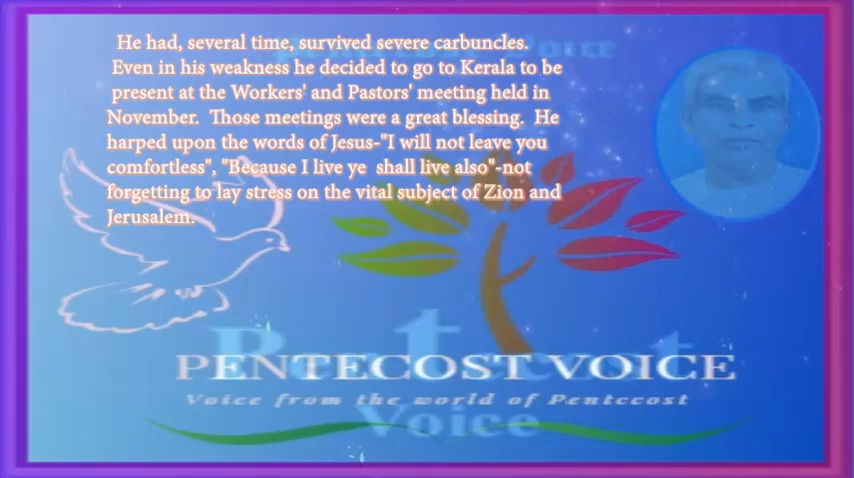 He had, several time, survived severe carbuncles.
Even in his weakness he decided to go to Kerala to be
present at the Workers' and Pastors' meeting held in
November. Those meetings were a great blessing. He
harped upon the words of Jesus-"I will not leave you
comfortless", "Because I live ye shall live also"-not
forgetting to lay stress on the vital subject of Zion and
Jerusalem.
Voice
Pentecost
PENTECOST VOICE
Voice from the world of Pentecost
Voice